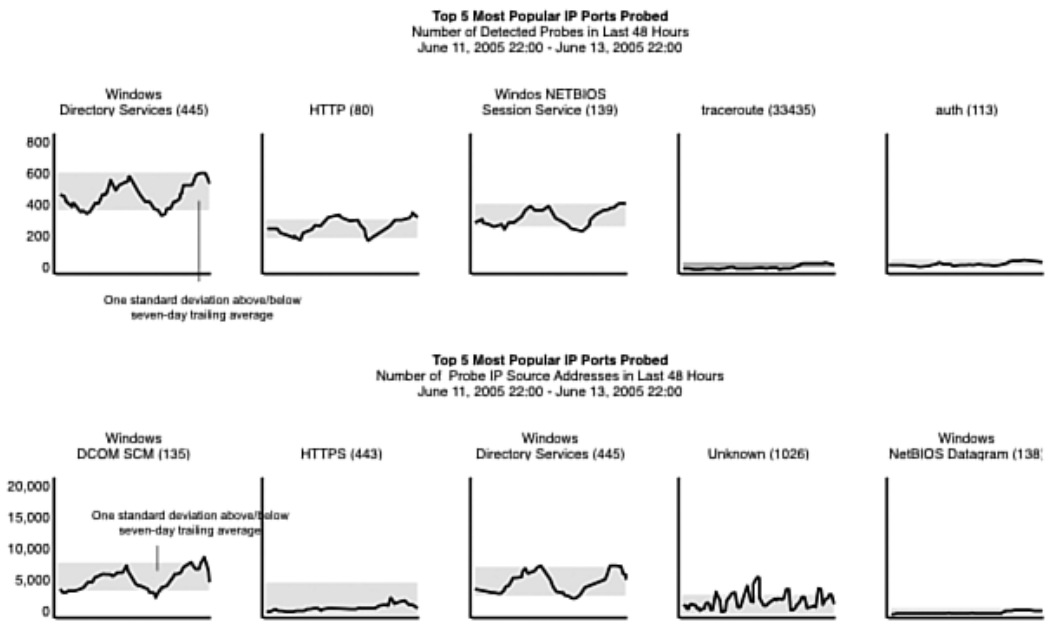 Top 5 Most Popular IP Ports Probed
Number of Detected Probes in Last 48 Hours
June 11, 2005 22:00 - June 13, 2005 22:00
Windows
Directory Services (445)
HTTP (80)
Windos NETBIOS
Session Service (139)
traceroute (33435)
auth (113)
800
600
400
200
0
One standard deviation above/below
seven-day trailing average
Top 5 Most Popular IP Ports Probed
Number of Probe IP Source Addresses in Last 48 Hours
June 11, 2005 22:00 - June 13, 2005 22:00
Windows
DCOM SCM (135)
HTTPS (443)
Windows
Directory Services (445)
Unknown (1026)
Windows
NetBIOS Datagram (138)
20,000
15,000
10,000
5,000
0
One standard deviation above/below
seven-day trailing average